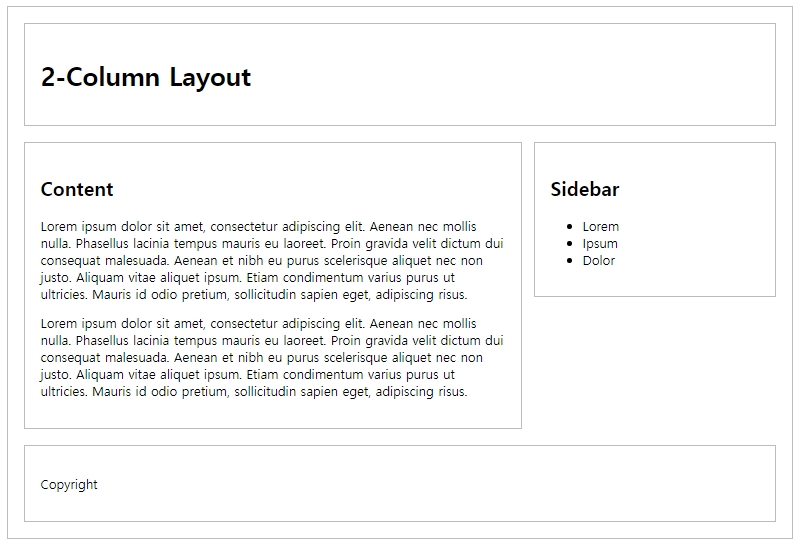 2-Column Layout
Content
Lorem ipsum dolor sit amet, consectetur adipiscing elit. Aenean nec mollis
nulla. Phasellus lacinia tempus mauris eu laoreet. Proin gravida velit dictum dui
consequat malesuada. Aenean et nibh eu purus scelerisque aliquet nec non
justo. Aliquam vitae aliquet ipsum. Etiam condimentum varius purus ut
ultricies. Mauris id odio pretium, sollicitudin sapien eget, adipiscing risus.
Lorem ipsum dolor sit amet, consectetur adipiscing elit. Aenean nec mollis
nulla. Phasellus lacinia tempus mauris eu laoreet. Proin gravida velit dictum dui
consequat malesuada. Aenean et nibh eu purus scelerisque aliquet nec non
justo. Aliquam vitae aliquet ipsum. Etiam condimentum varius purus ut
ultricies. Mauris id odio pretium, sollicitudin sapien eget, adipiscing risus.
Sidebar
• Lorem
• Ipsum
• Dolor
Copyright